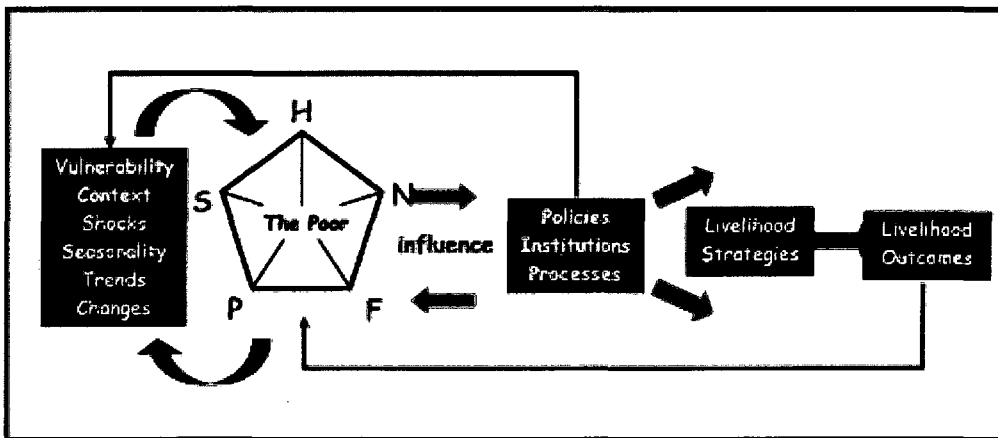 Vulnerability
Context
Shocks
Seasonality
Trends
Changes
H
S
N
P
F
The Poor
influence
Policies
Institutions
Processes
Livelihood
Strategies
Livelihood
Outcomes